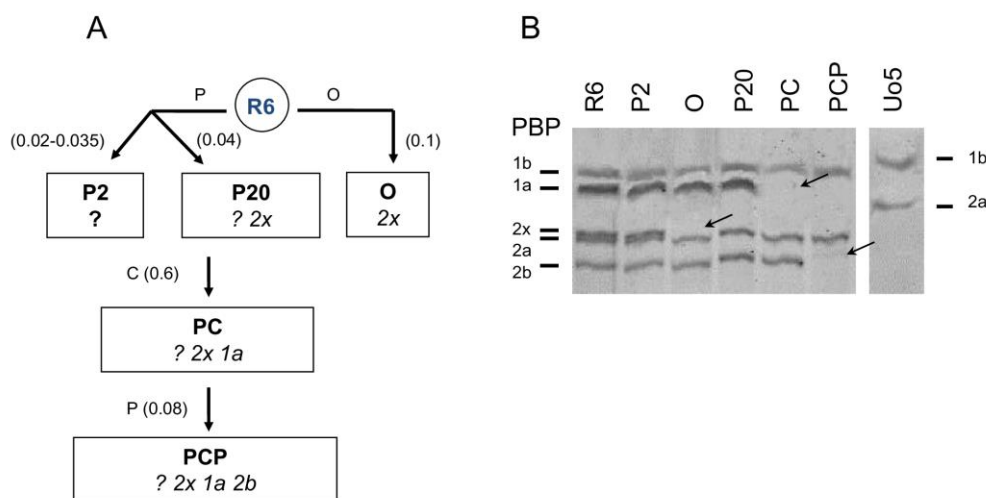 A
P
R6
O
(0.02-0.035)
(0.04)
(0.1)
P2
?
P20
? 2x
O
2x
C (0.6)
PC
? 2x 1a
P (0.08)
PCP
? 2x 1a 2b
B
R6 P2 O P20 PC PCP Uo5
PBP
1b
1a
2x
2a
2b
1b
2a